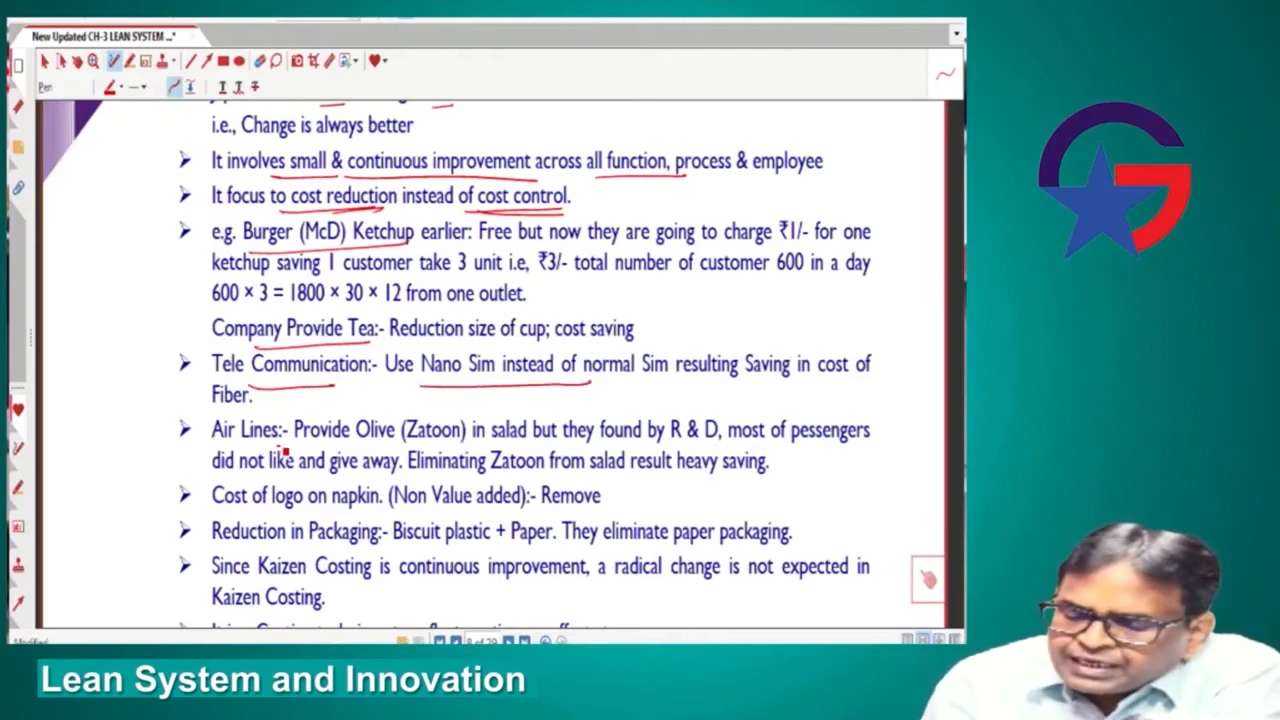 New Updated CH-3 LEAN SYSTEM ...*
Pen
i.e., Change is always better
It involves small & continuous improvement across all function, process & employee
It focus to cost reduction instead of cost control.
e.g. Burger (McD) Ketchup earlier: Free but now they are going to charge ₹1/- for one
ketchup saving 1 customer take 3 unit i.e, ₹3/- total number of customer 600 in a day
600 × 3 = 1800 × 30 × 12 from one outlet.
Company Provide Tea:- Reduction size of cup; cost saving
Tele Communication:- Use Nano Sim instead of normal Sim resulting Saving in cost of
Fiber.
Air Lines:- Provide Olive (Zatoon) in salad but they found by R & D, most of pessengers
did not like and give away. Eliminating Zatoon from salad result heavy saving.
Cost of logo on napkin. (Non Value added):- Remove
Reduction in Packaging:- Biscuit plastic + Paper. They eliminate paper packaging.
Since Kaizen Costing is continuous improvement, a radical change is not expected in
Kaizen Costing.
8 of 29
Lean System and Innovation